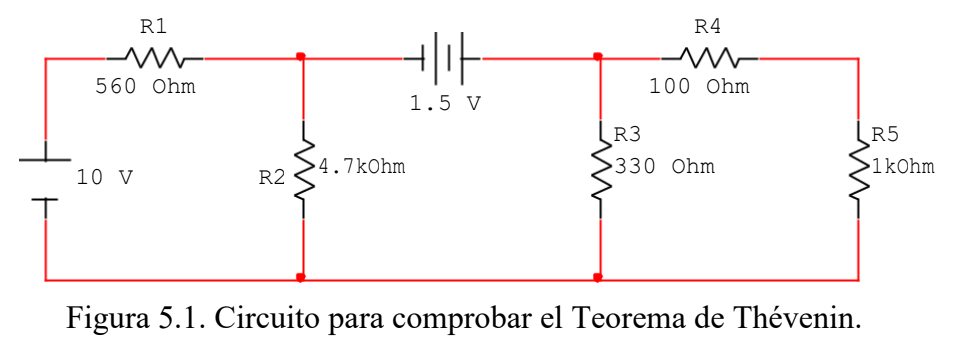 R1
R4
560 Ohm
100 Ohm
1.5 V
R3
R5
10 V
R2
4.7kOhm
330 Ohm
1kOhm
Figura 5.1. Circuito para comprobar el Teorema de Thévenin.